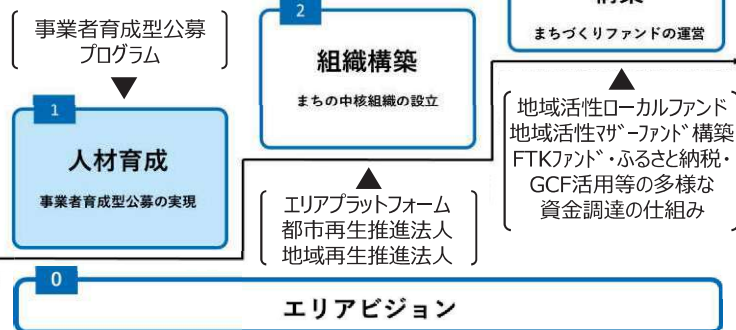 事業者育成型公募
プログラム
1
人材育成
事業者育成型公募の実現
2
組織構築
まちの中核組織の設立
エリアプラットフォーム
都市再生推進法人
地域再生推進法人
まちづくりファンドの運営
地域活性ローカルファンド
地域活性マザーファンド構築
FTKファンド・ふるさと納税・
GCF活用等の多様な
資金調達の仕組み
0
エリアビジョン